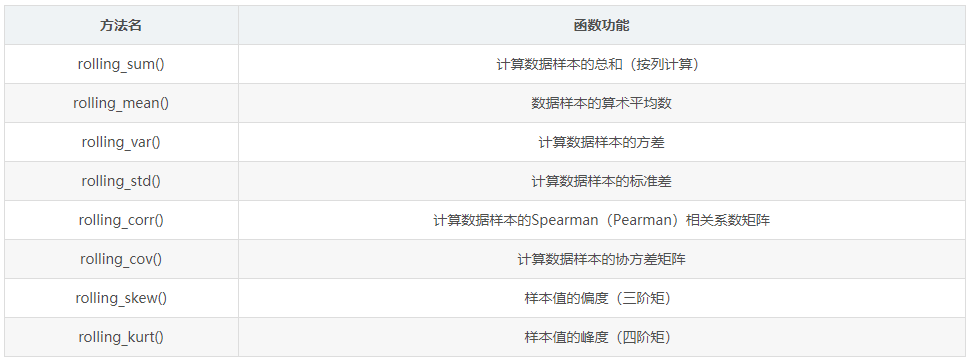 方法名 函数功能
rolling_sum() 计算数据样本的总和（按列计算）
rolling_mean() 数据样本的算术平均数
rolling_var() 计算数据样本的方差
rolling_std() 计算数据样本的标准差
rolling_corr() 计算数据样本的Spearman（Pearman）相关系数矩阵
rolling_cov() 计算数据样本的协方差矩阵
rolling_skew() 样本值的偏度（三阶矩）
rolling_kurt() 样本值的峰度（四阶矩）